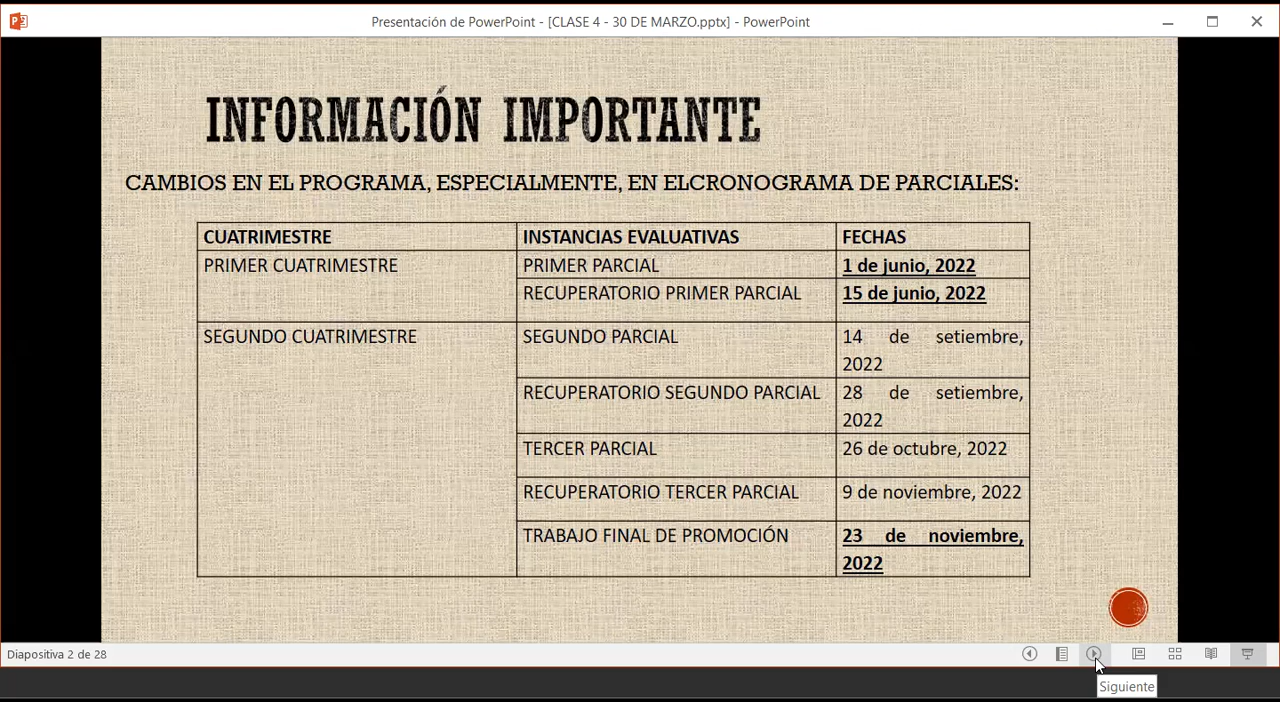 Presentación de PowerPoint - [CLASE 4 - 30 DE MARZO.pptx] - PowerPoint
INFORMACIÓN IMPORTANTE
CAMBIOS EN EL PROGRAMA, ESPECIALMENTE, EN ELCRONOGRAMA DE PARCIALES:
CUATRIMESTRE INSTANCIAS EVALUATIVAS FECHAS
PRIMER CUATRIMESTRE PRIMER PARCIAL 1 de junio, 2022
RECUPERATORIO PRIMER PARCIAL 15 de junio, 2022
SEGUNDO CUATRIMESTRE SEGUNDO PARCIAL 14 de setiembre,
2022
RECUPERATORIO SEGUNDO PARCIAL 28 de setiembre,
2022
TERCER PARCIAL 26 de octubre, 2022
RECUPERATORIO TERCER PARCIAL 9 de noviembre, 2022
TRABAJO FINAL DE PROMOCIÓN 23 de noviembre,
2022
Diapositiva 2 de 28
Siguiente